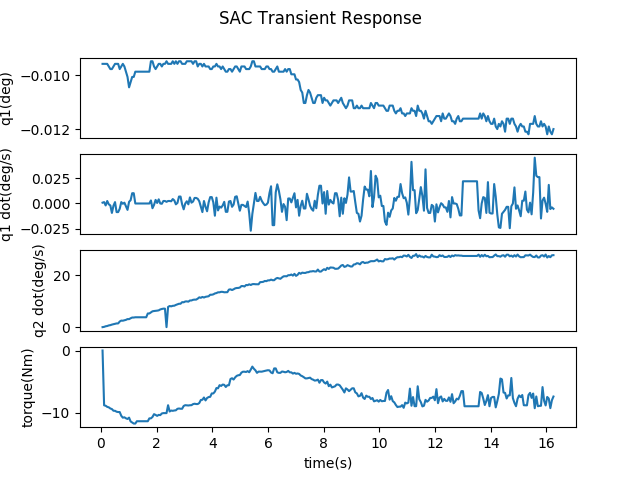 SAC Transient Response
q1(deg)
−0.010
−0.012
q1 dot(deg/s)
0.025
0.000
−0.025
q2 dot(deg/s)
20
0
torque(Nm)
0
−10
0 2 4 6 8 10 12 14 16
time(s)